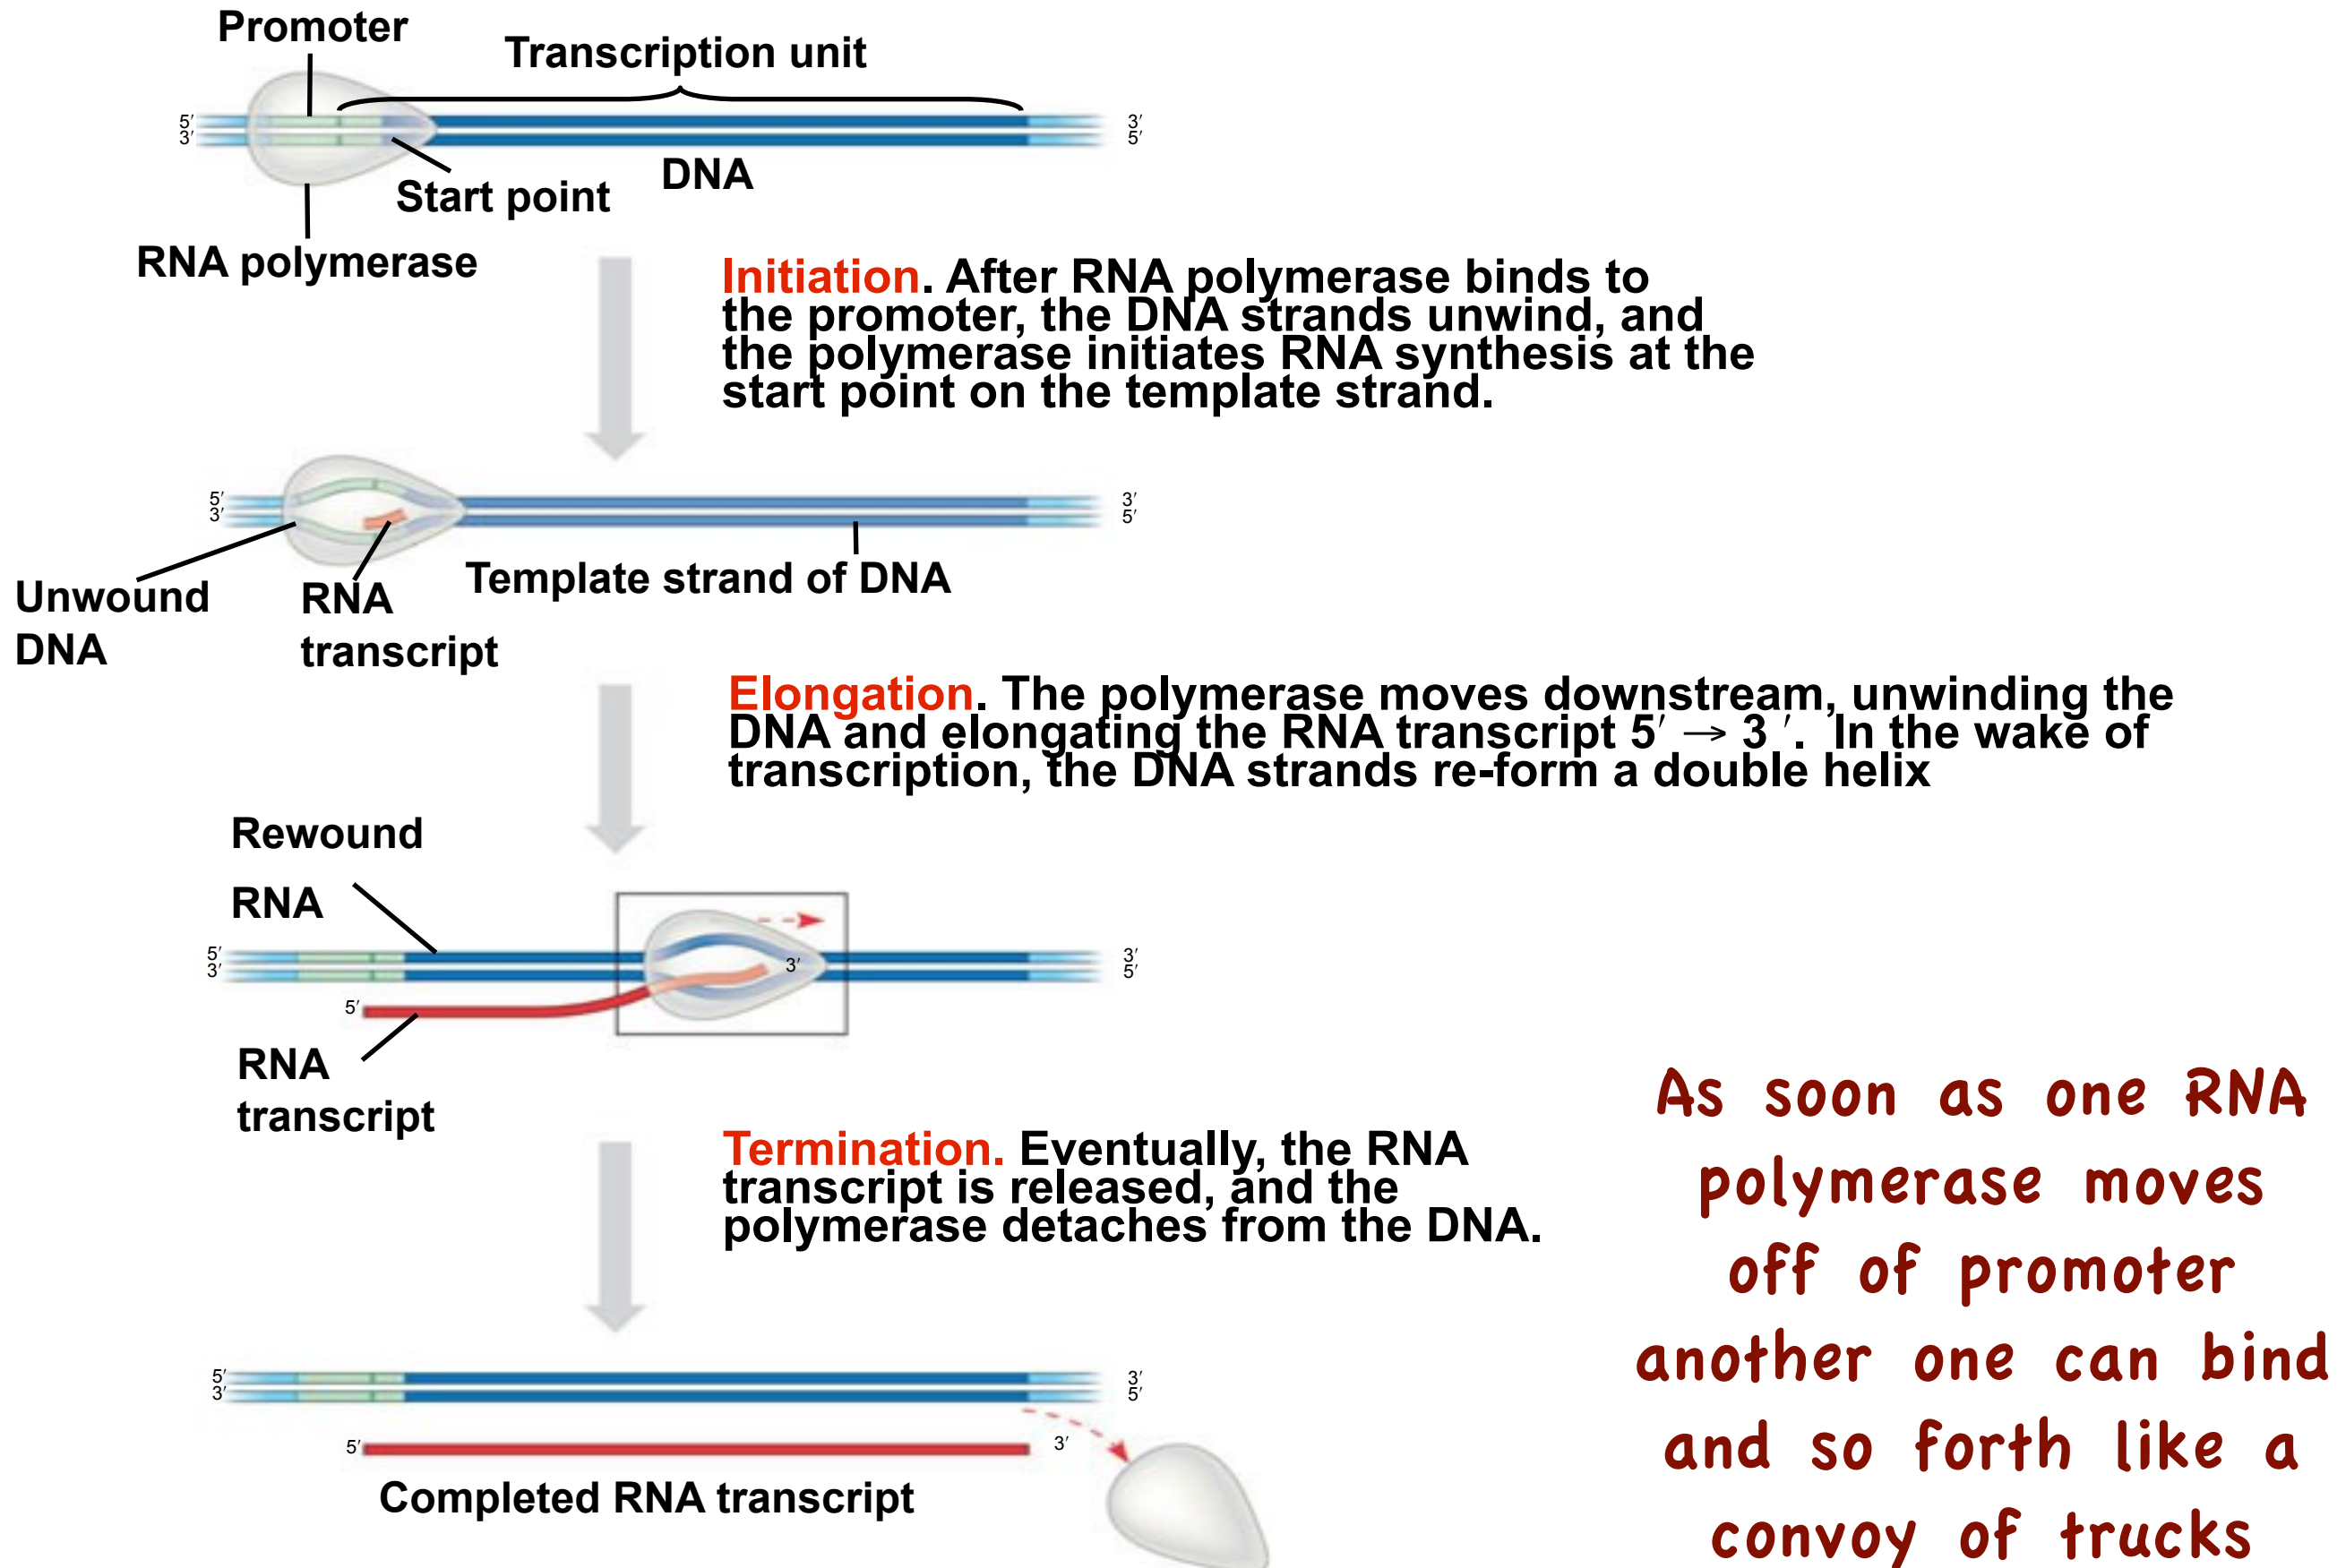 Promoter
Transcription unit
5′
3′
3′
5′
DNA
Start point
RNA polymerase
Initiation. After RNA polymerase binds to
the promoter, the DNA strands unwind, and
the polymerase initiates RNA synthesis at the
start point on the template strand.
5′
3′
3′
5′
Template strand of DNA
Unwound
DNA
RNA
transcript
Elongation. The polymerase moves downstream, unwinding the
DNA and elongating the RNA transcript 5′ → 3 ′. In the wake of
transcription, the DNA strands re-form a double helix
Rewound
RNA
5′
3′
3′
3′
5′
5′
RNA
transcript
Termination. Eventually, the RNA
transcript is released, and the
polymerase detaches from the DNA.
5′
3′
3′
5′
5′
3′
Completed RNA transcript
As soon as one RNA
polymerase moves
off of promoter
another one can bind
and so forth like a
convoy of trucks